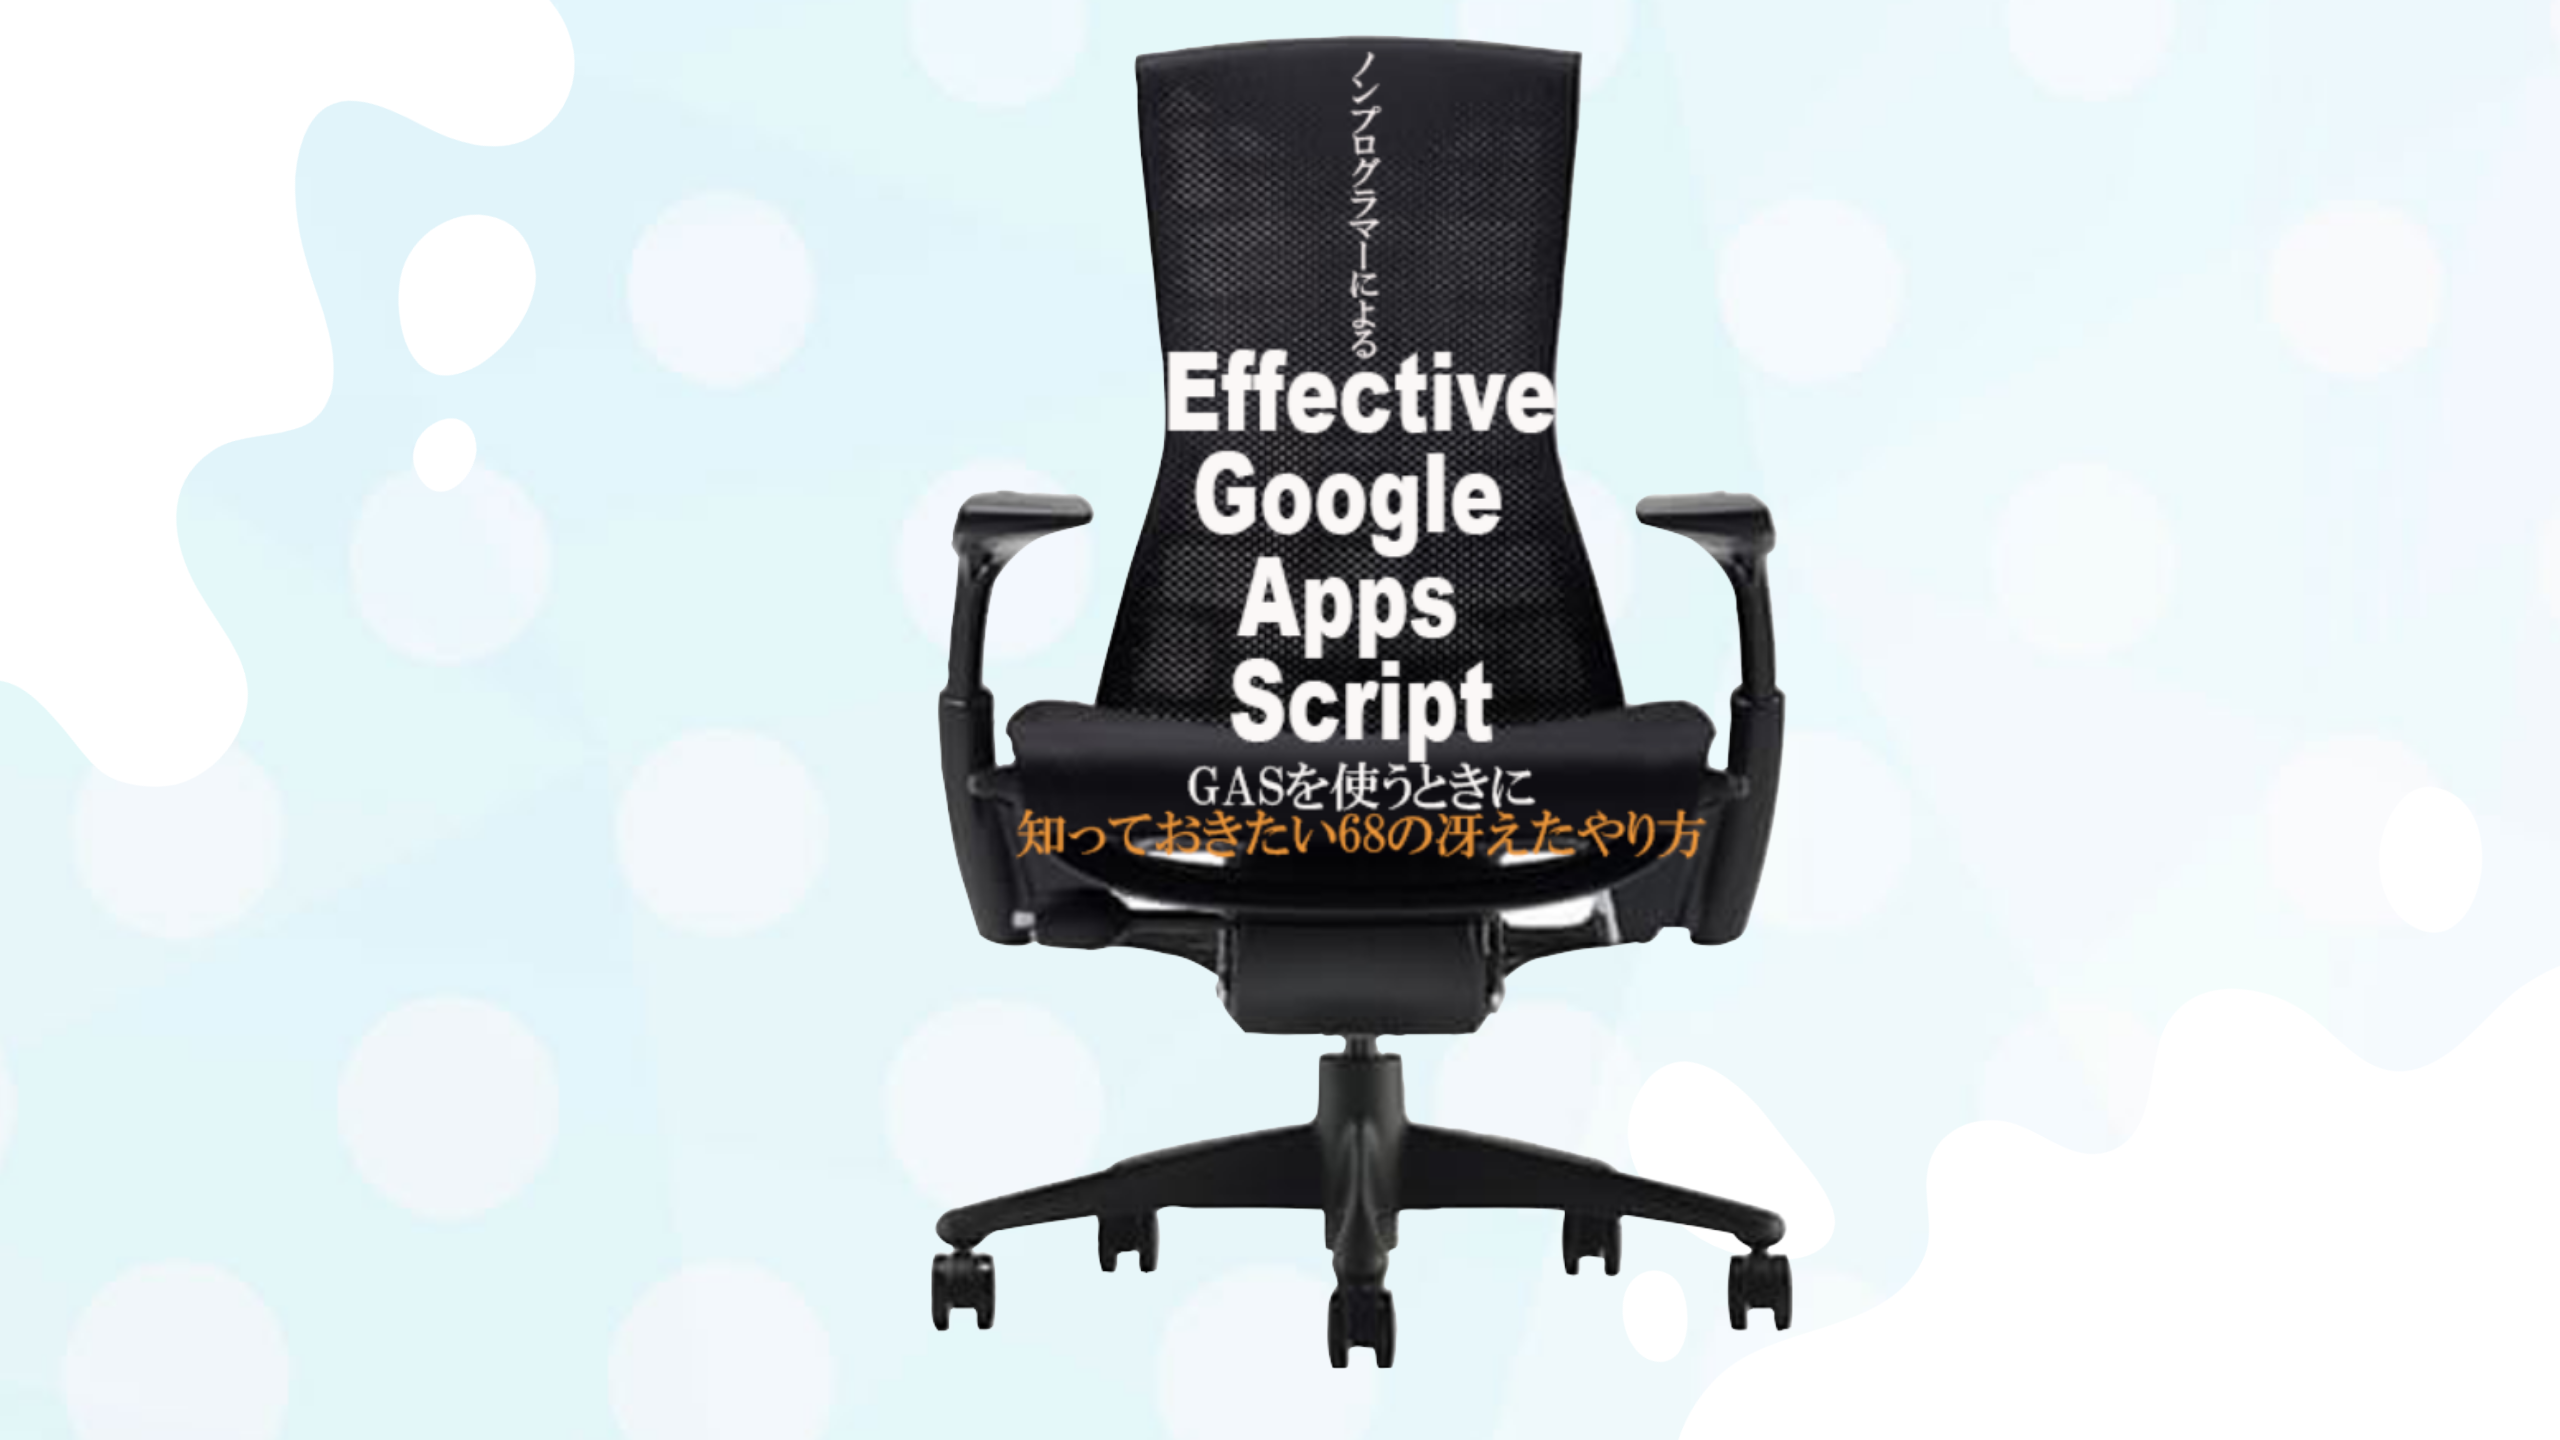 ノンプログラマーによる
Effective
Google
Apps
Script
GASを使うときに
知っておきたい68の冴えたやり方